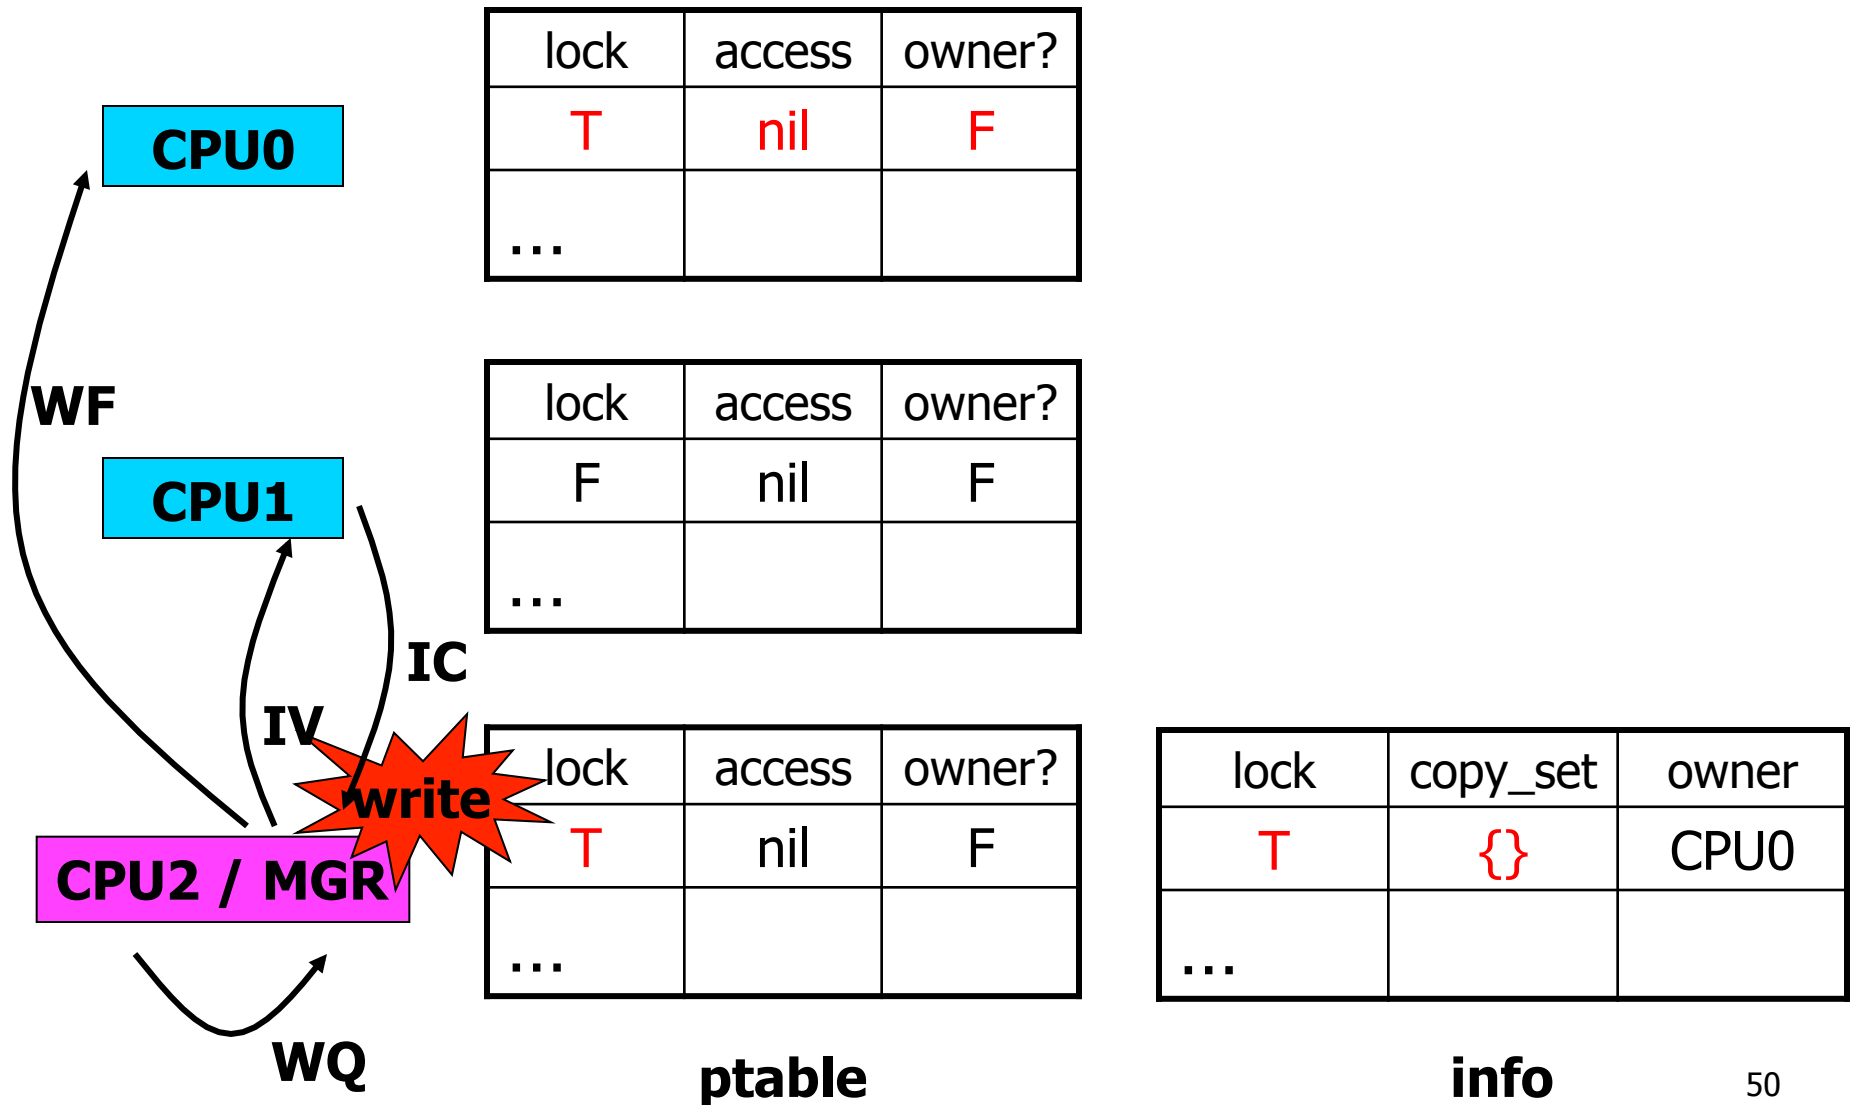 lock access owner?
CPU0 T nil F
...
WF lock access owner?
CPU1 F nil F
...
IC
IV
write lock access owner? lock copy_set owner
CPU2 / MGR T nil F T {} CPU0
... ...
WQ ptable info 50